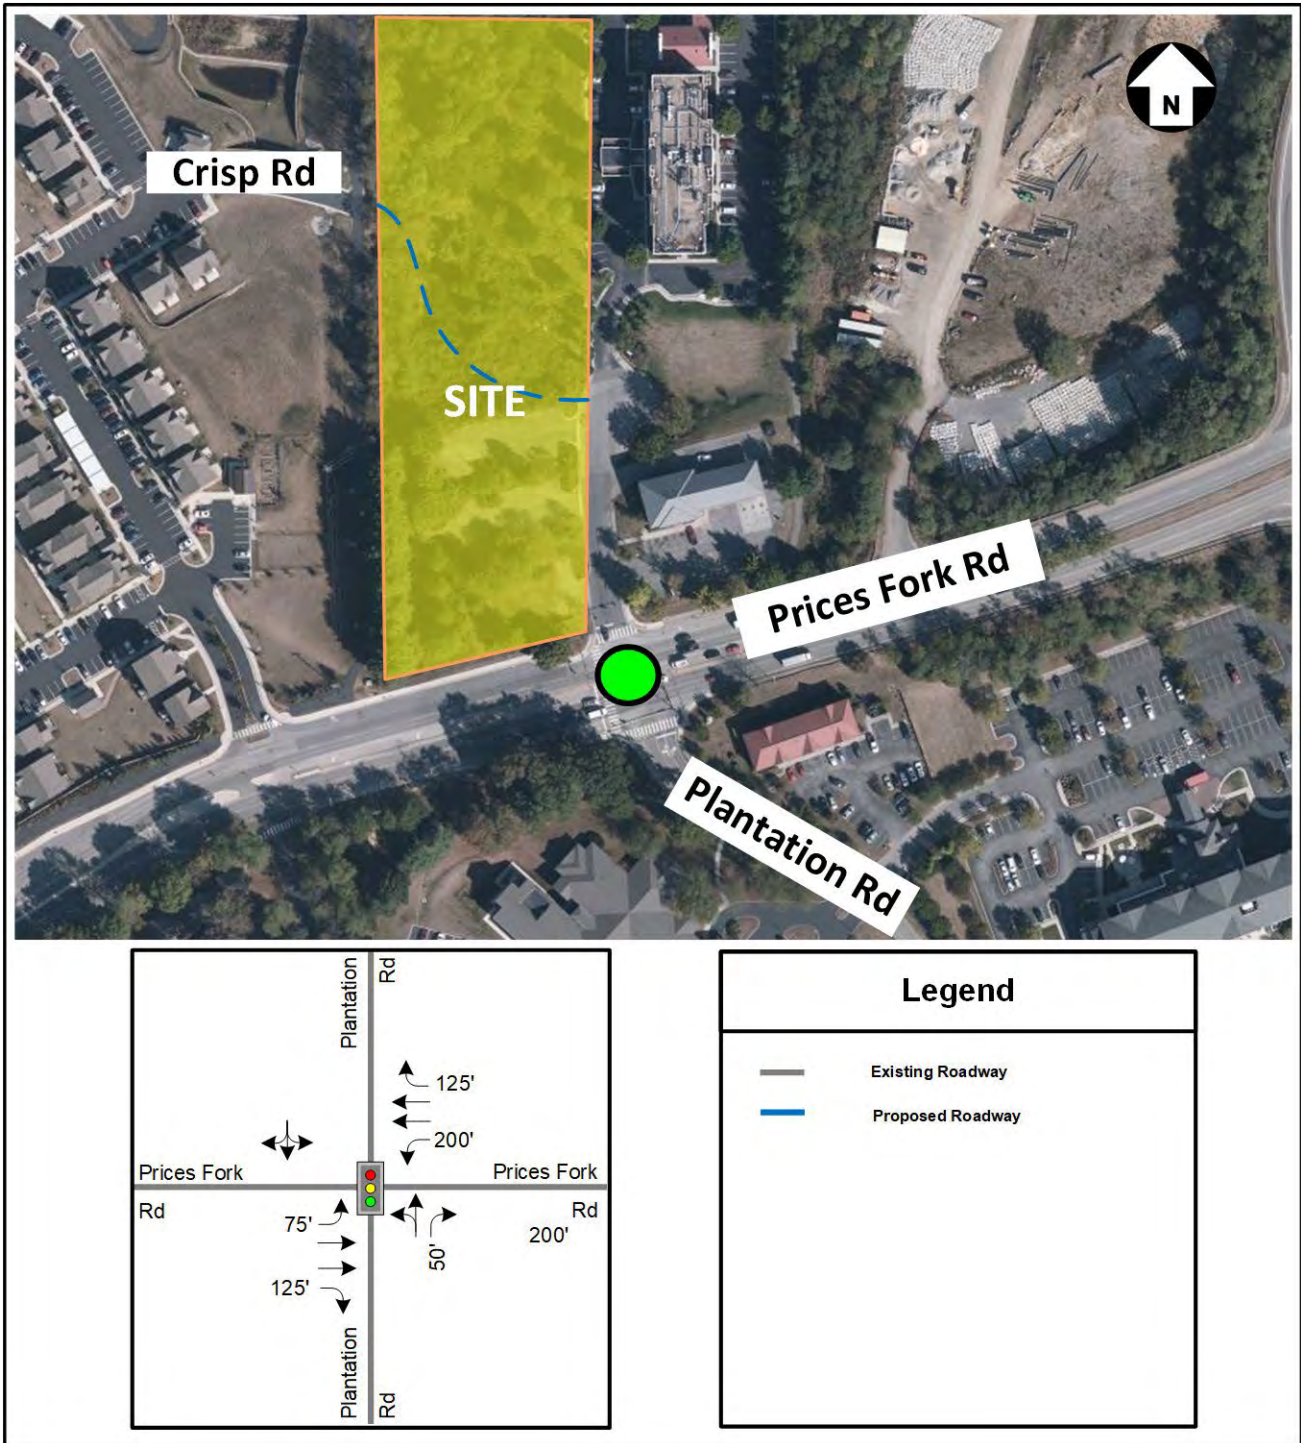 N
Crisp Rd
SITE
Prices Fork Rd
Plantation Rd
Plantation
Rd
125'
200'
Prices Fork
Rd
Prices Fork
Rd
200'
75'
125'
50'
Plantation
Rd
Legend
Existing Roadway
Proposed Roadway